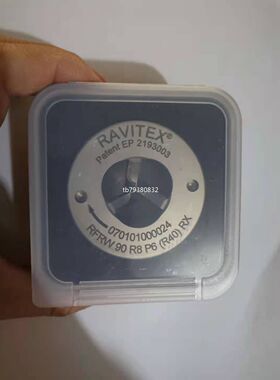 RAVITEX®
Patent EP 2193003
tb79180832
070101000024
RFRW 90 R8 P6 (R40) RX